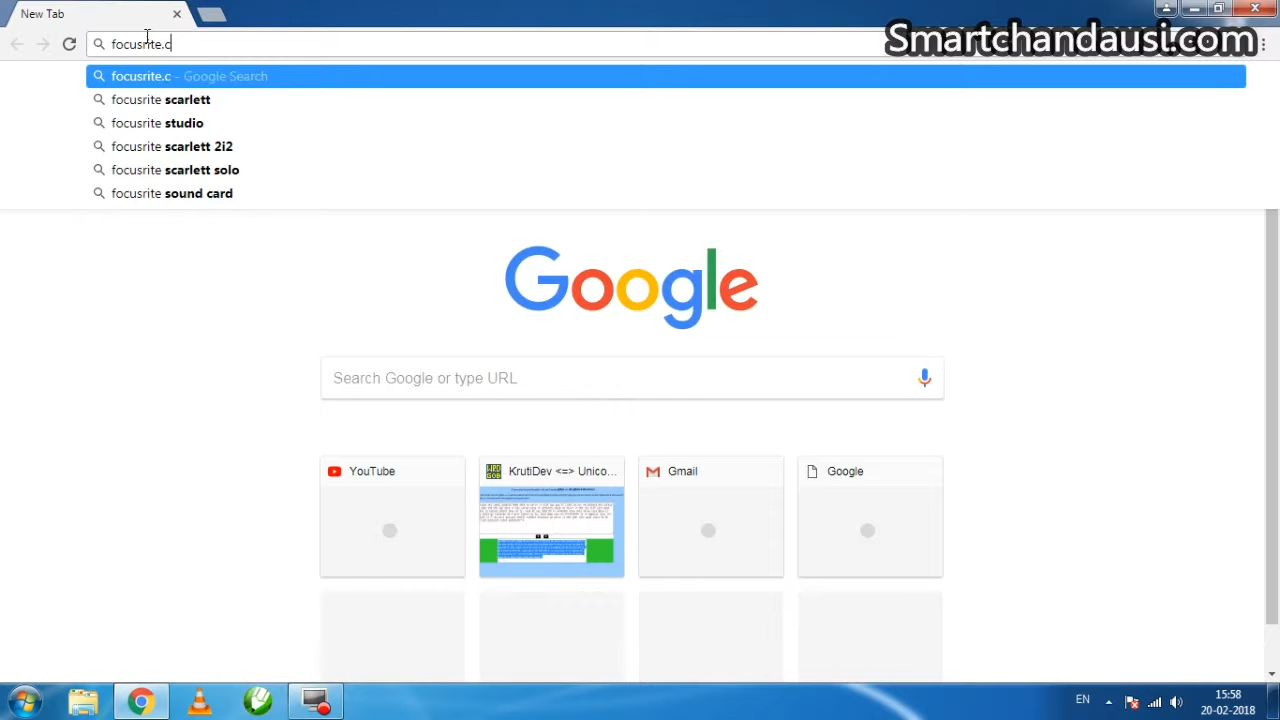 New Tab
Smartchandausi.com
focusrite.c
focusrite.c - Google Search
focusrite scarlett
focusrite studio
focusrite scarlett 2i2
focusrite scarlett solo
focusrite sound card
Google
Search Google or type URL
YouTube
KrutiDev <=> Unico...
Gmail
Google
EN
15:58
20-02-2018